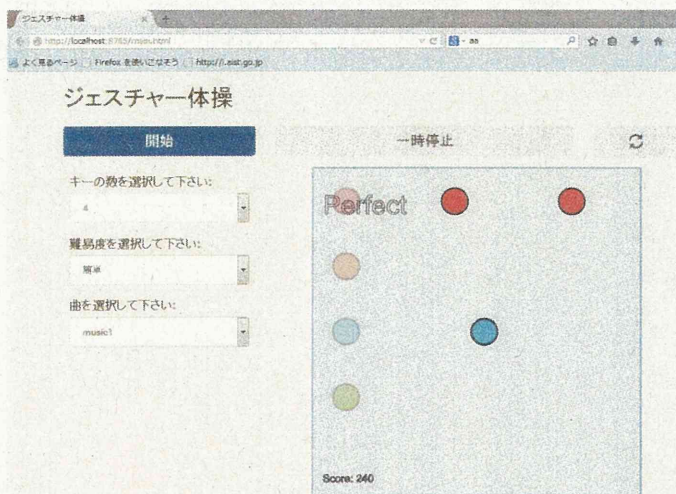 ジェスチャー体操
http://localhost:8765/mgm.html
aa
よく見るページ Firefox を使いこなそう http://i.aist.go.jp
ジェスチャー体操
開始
一時停止
キーの数を選択して下さい:
4
難易度を選択して下さい:
簡単
曲を選択して下さい:
music1
Perfect
Score: 240